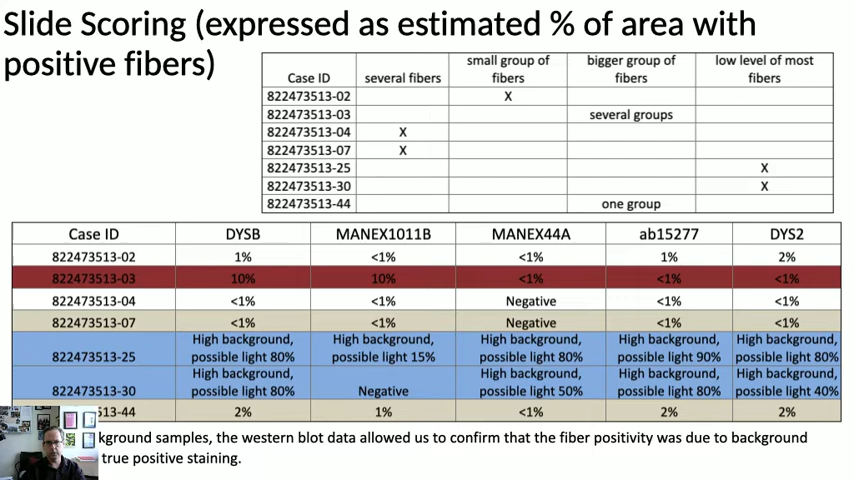 Slide Scoring (expressed as estimated % of area with
positive fibers)
Case ID several fibers small group of fibers bigger group of fibers low level of most fibers
822473513-02 X
822473513-03 several groups
822473513-04 X
822473513-07 X
822473513-25 X
822473513-30 X
822473513-44 one group
Case ID DYSB MANEX1011B MANEX44A ab15277 DYS2
822473513-02 1% <1% <1% 1% 2%
822473513-03 10% 10% <1% <1% <1%
822473513-04 <1% <1% Negative <1% <1%
822473513-07 <1% <1% Negative <1% <1%
822473513-25 High background, possible light 80% High background, possible light 15% High background, possible light 80% High background, possible light 90% High background, possible light 80%
822473513-30 High background, possible light 80% Negative High background, possible light 50% High background, possible light 80% High background, possible light 40%
513-44 2% 1% <1% 2% 2%
kground samples, the western blot data allowed us to confirm that the fiber positivity was due to background
true positive staining.